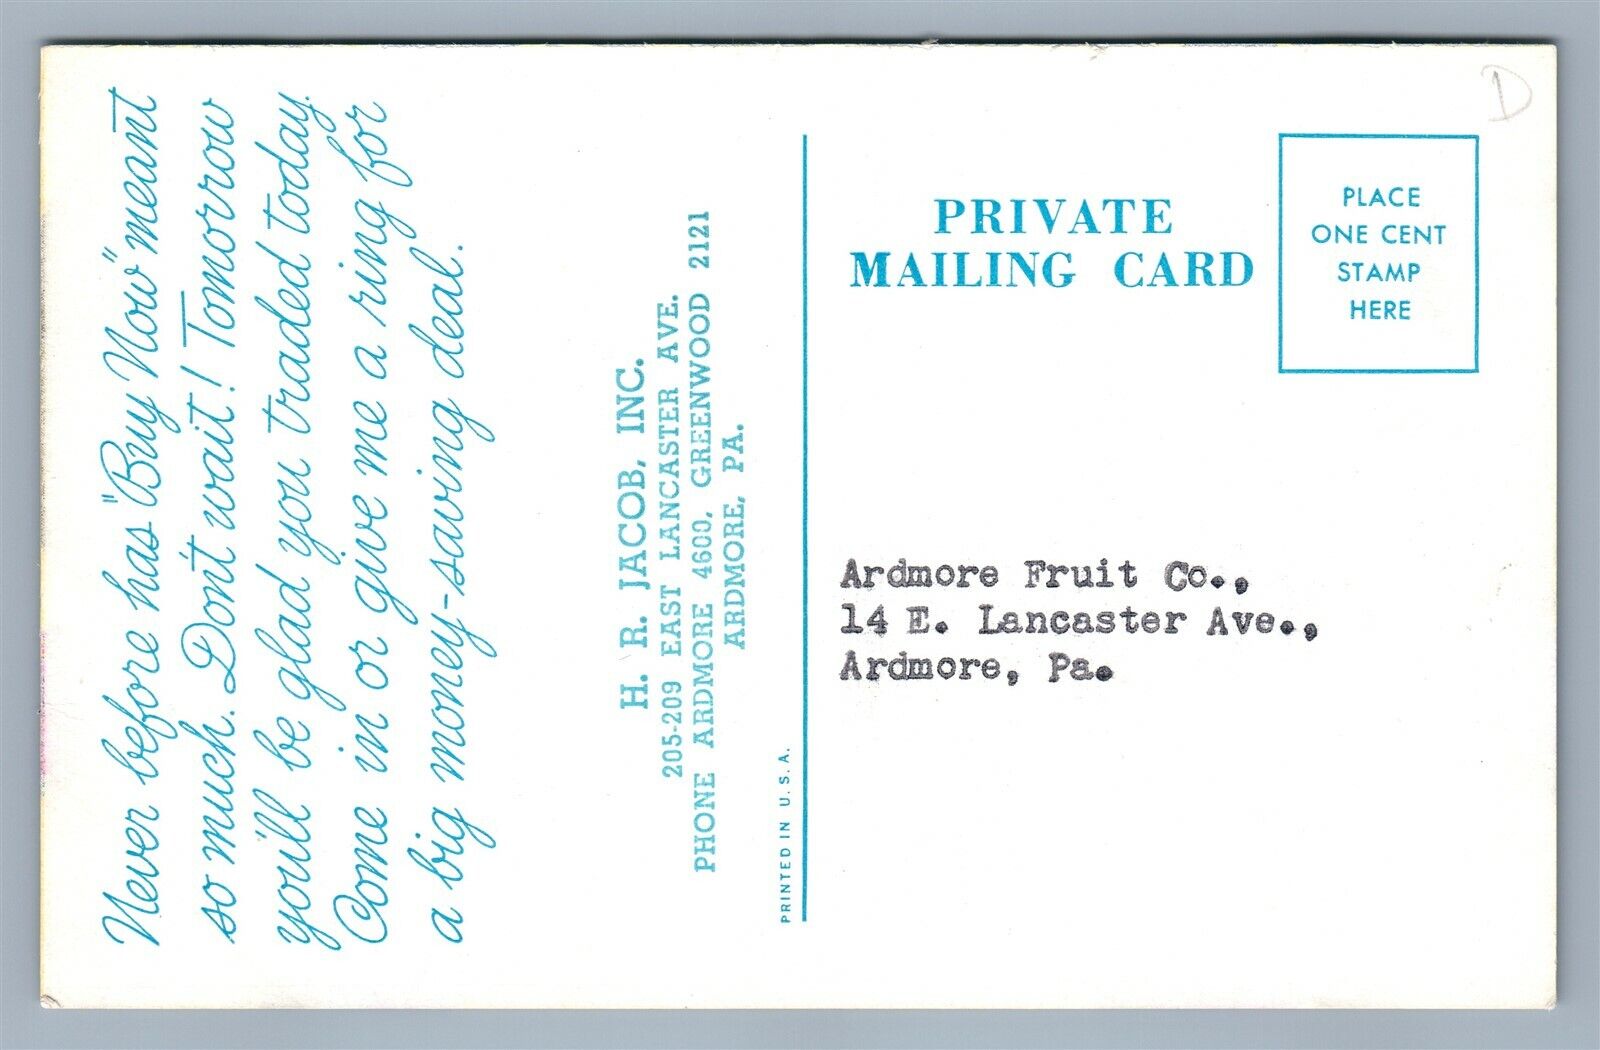 Never before has "Buy Now" meant
so much. Don't wait! Tomorrow
you'll be glad you traded today.
Come in or give me a ring for
a big money-saving deal.
H. R. JACOB, INC.
205-209 EAST LANCASTER AVE.
PHONE ARDMORE 4600, GREENWOOD 2121
ARDMORE, PA.
PRINTED IN U. S. A.
PRIVATE
MAILING CARD
PLACE
ONE CENT
STAMP
HERE
D
Ardmore Fruit Co.,
14 E. Lancaster Ave.,
Ardmore, Pa.